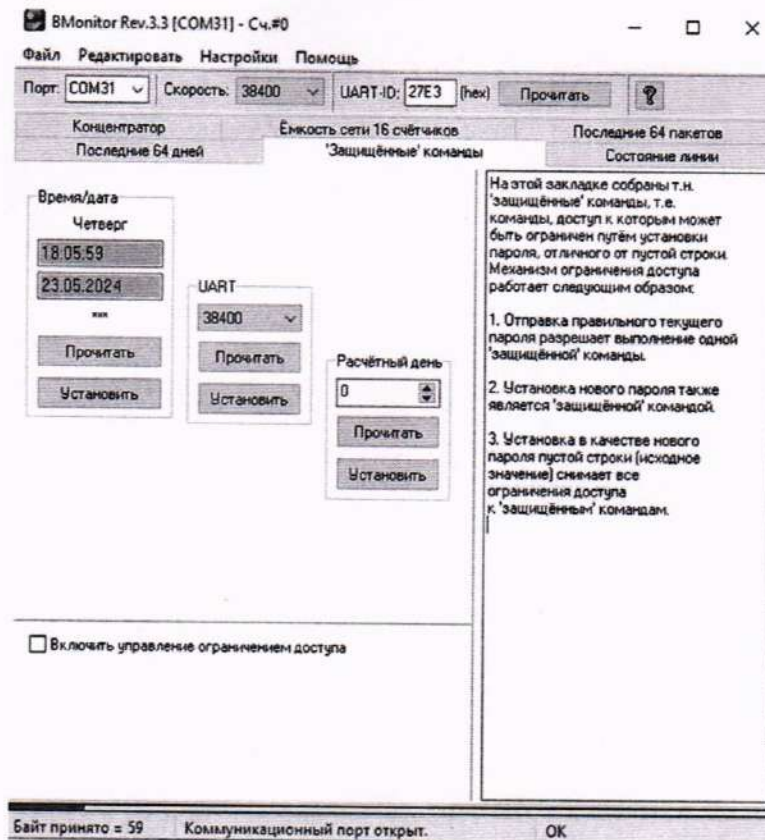 BMonitor Rev.3.3 [COM31] - Сч.#0
Файл Редактировать Настройки Помощь
Порт: COM31 Скорость: 38400 UART-ID: 27E3 (hex) Прочитать ?
Концентратор Ёмкость сети 16 счётчиков Последние 64 пакетов
Последние 64 дней 'Защищённые' команды Состояние линии
Время/дата
Четверг
18:05:59
23.05.2024
***
Прочитать
Установить
UART
38400
Прочитать
Установить
Расчётный день
0
Прочитать
Установить
На этой закладке собраны т.н.
'защищённые' команды, т.е.
команды, доступ к которым может
быть ограничен путём установки
пароля, отличного от пустой строки.
Механизм ограничения доступа
работает следующим образом:
1. Отправка правильного текущего
пароля разрешает выполнение одной
'защищённой' команды.
2. Установка нового пароля также
является 'защищённой' командой.
3. Установка в качестве нового
пароля пустой строки (исходное
значение) снимает все
ограничения доступа
к 'защищённым' командам.
Включить управление ограничением доступа
Байт принято = 59 Коммуникационный порт открыт. OK